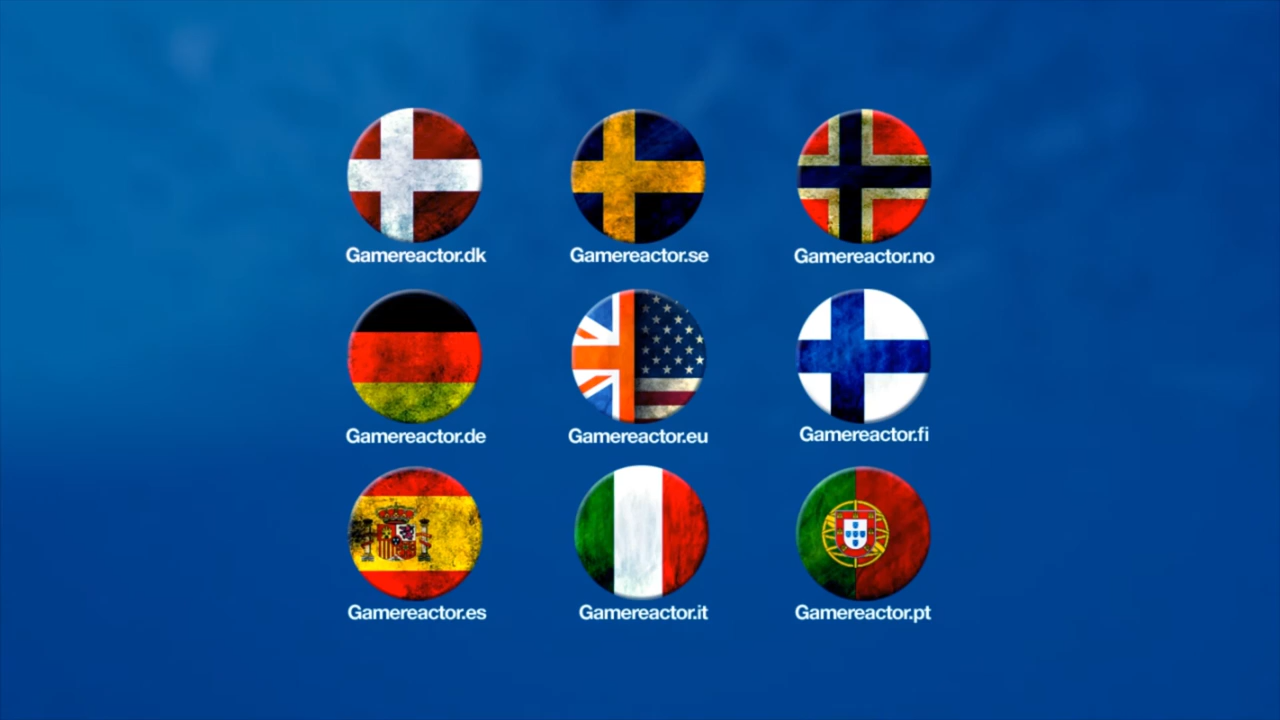 Gamereactor.dk
Gamereactor.se
Gamereactor.no
Gamereactor.de
Gamereactor.eu
Gamereactor.fi
Gamereactor.es
Gamereactor.it
Gamereactor.pt